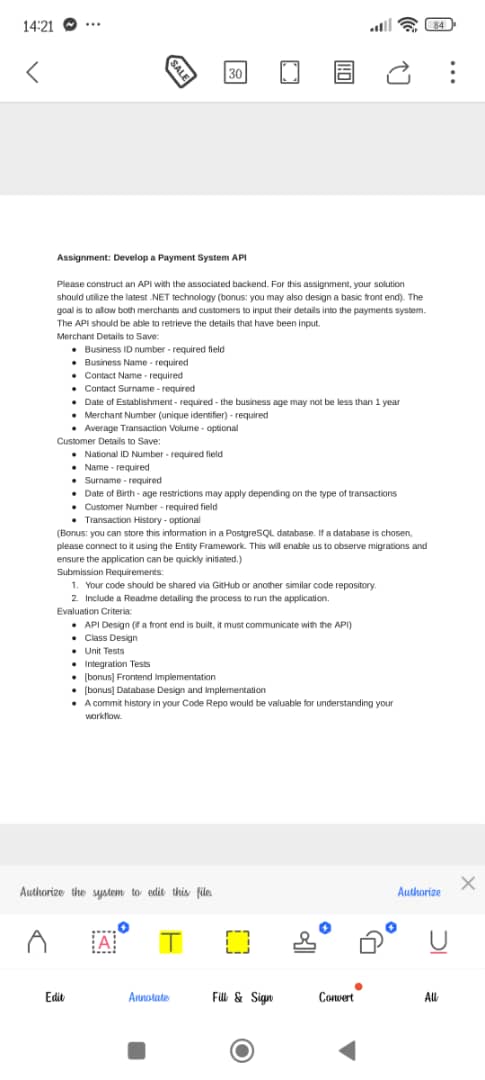 14:21
84
SALE
30
Assignment: Develop a Payment System API
Please construct an API with the associated backend. For this assignment, your solution
should utilize the latest .NET technology (bonus: you may also design a basic front end). The
goal is to allow both merchants and customers to input their details into the payments system.
The API should be able to retrieve the details that have been input.
Merchant Details to Save:
• Business ID number - required field
• Business Name - required
• Contact Name - required
• Contact Surname - required
• Date of Establishment - required - the business age may not be less than 1 year
• Merchant Number (unique identifier) - required
• Average Transaction Volume - optional
Customer Details to Save:
• National ID Number - required field
• Name - required
• Surname - required
• Date of Birth - age restrictions may apply depending on the type of transactions
• Customer Number - required field
• Transaction History - optional
(Bonus: you can store this information in a PostgreSQL database. If a database is chosen,
please connect to it using the Entity Framework. This will enable us to observe migrations and
ensure the application can be quickly initiated.)
Submission Requirements:
1. Your code should be shared via GitHub or another similar code repository.
2. Include a Readme detailing the process to run the application.
Evaluation Criteria:
• API Design (if a front end is built, it must communicate with the API)
• Class Design
• Unit Tests
• Integration Tests
• [bonus] Frontend Implementation
• [bonus] Database Design and Implementation
• A commit history in your Code Repo would be valuable for understanding your
workflow.
Authorize the system to edit this file.
Authorize
A
T
U
Edit
Annotate
Fill & Sign
Convert
All